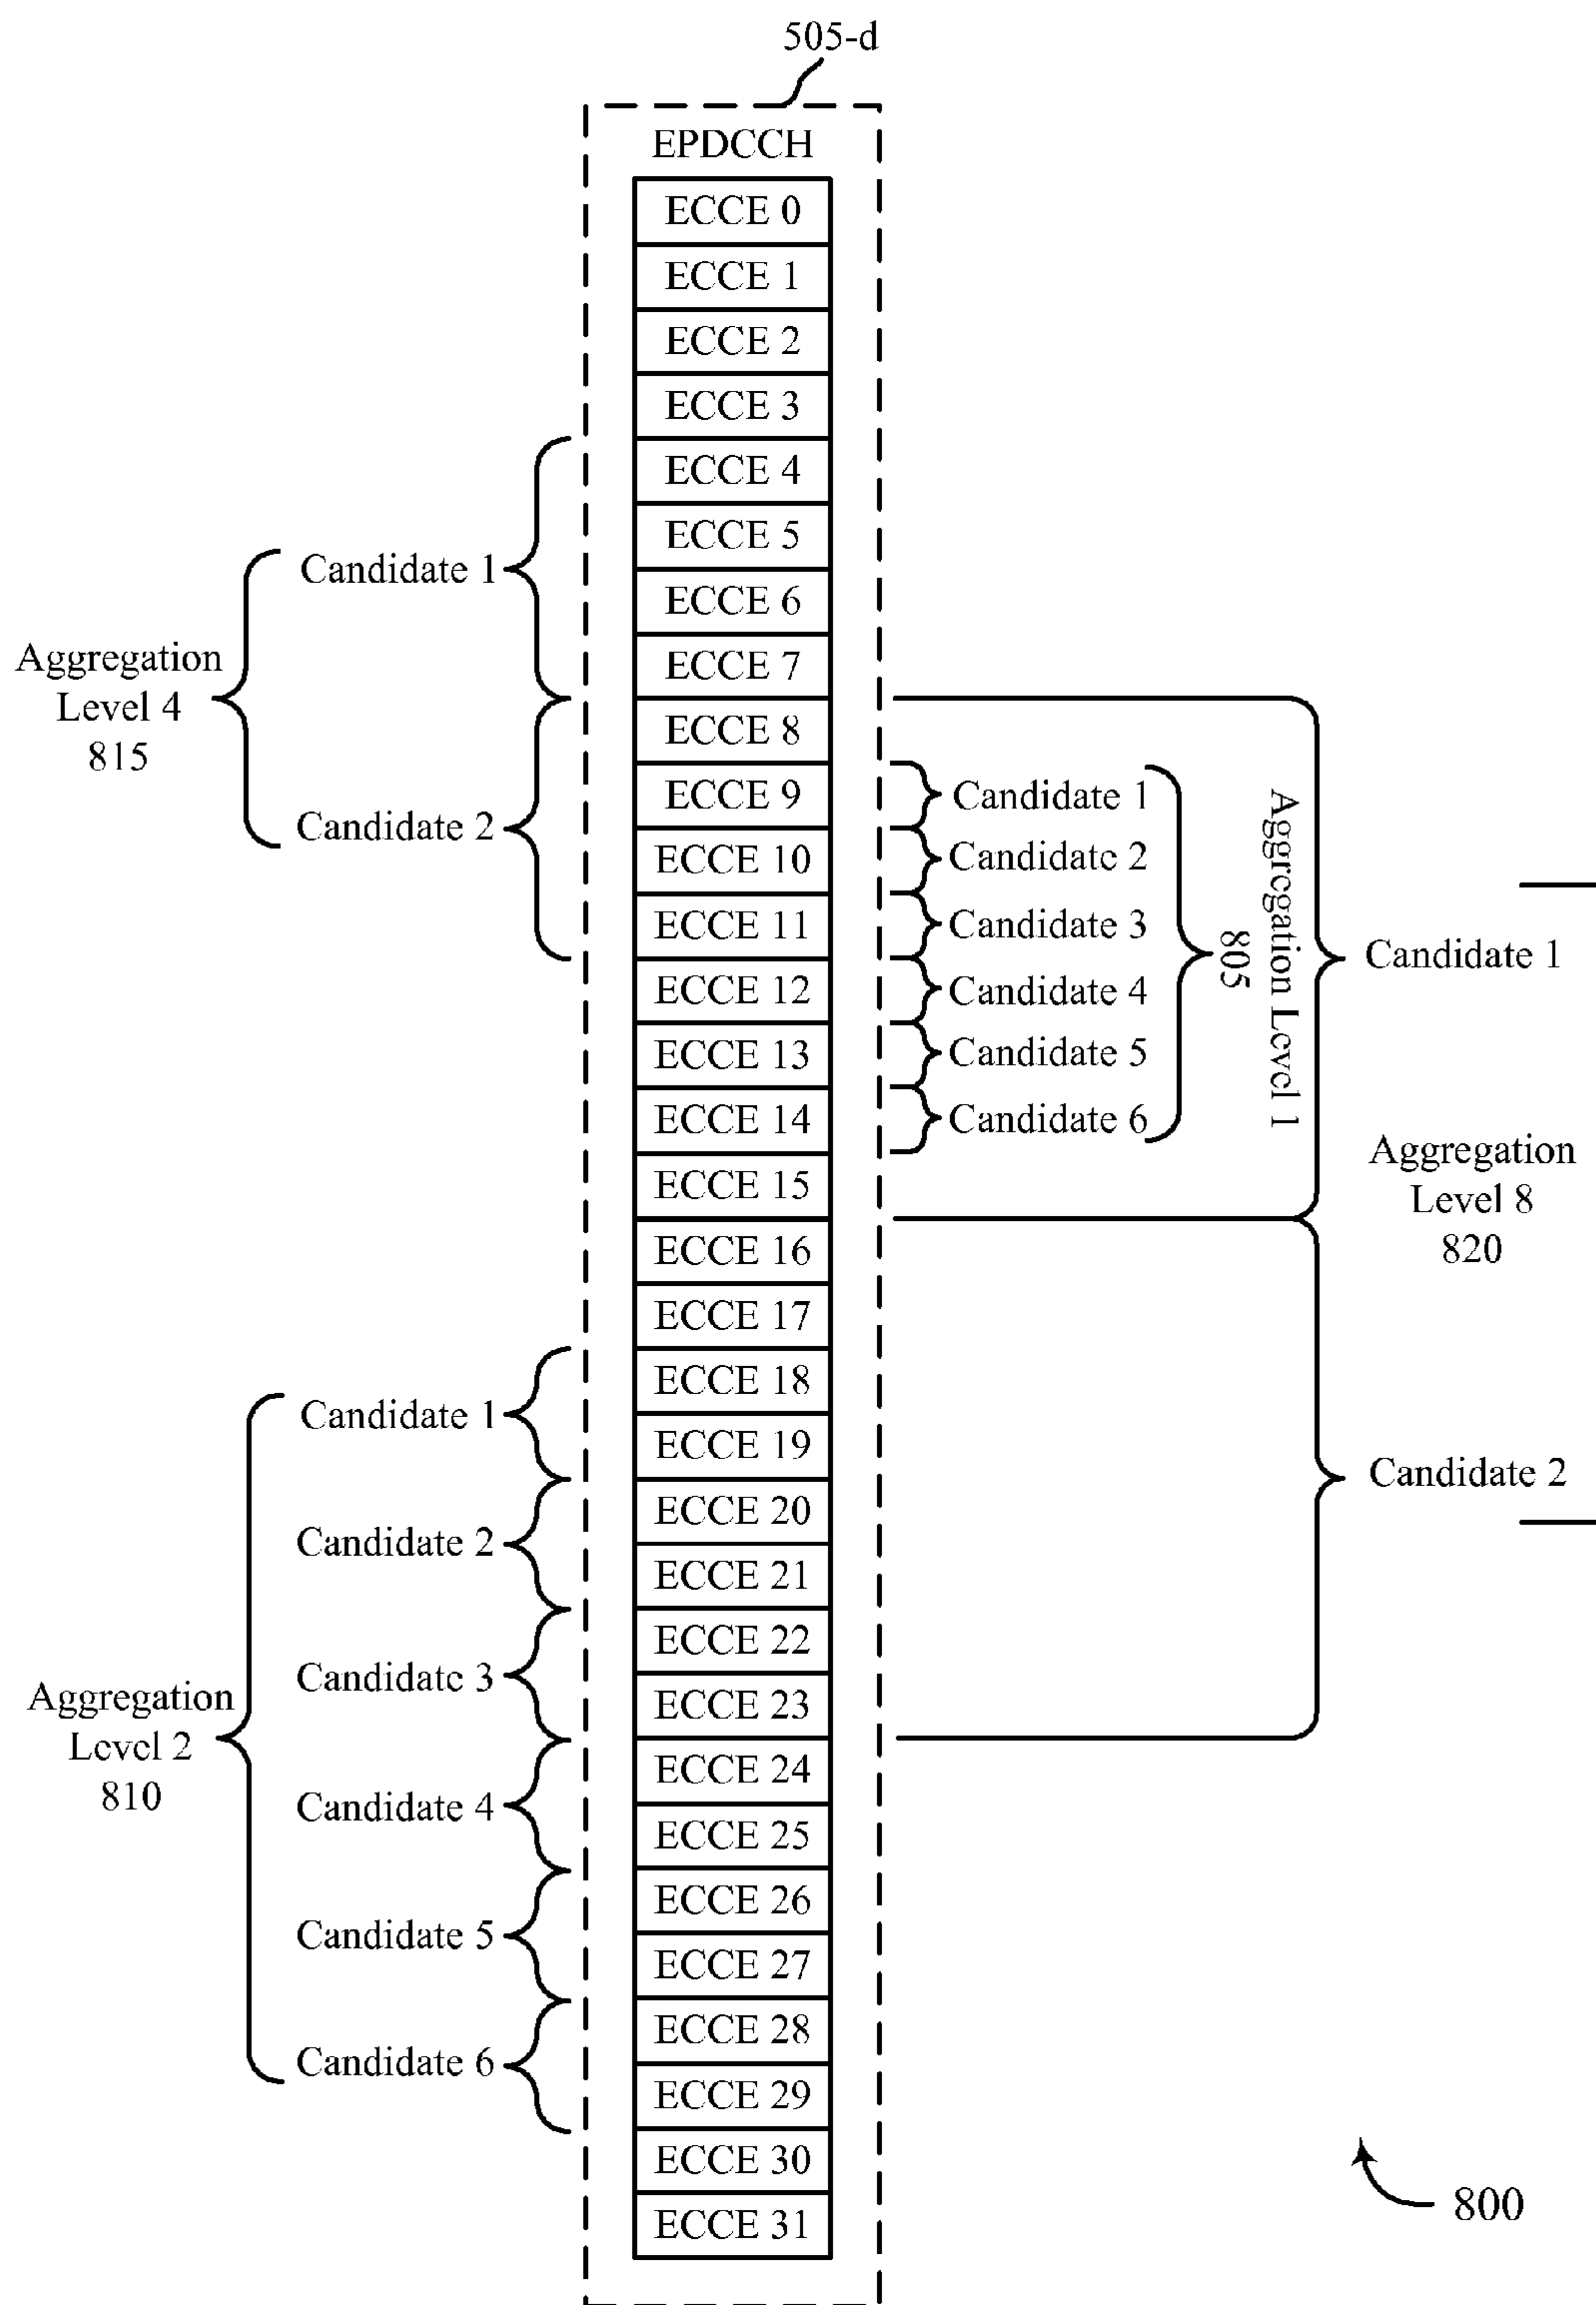 505-d
EPDCCH
ECCE 0
ECCE 1
ECCE 2
ECCE 3
ECCE 4
ECCE 5
ECCE 6
ECCE 7
ECCE 8
ECCE 9
ECCE 10
ECCE 11
ECCE 12
ECCE 13
ECCE 14
ECCE 15
ECCE 16
ECCE 17
ECCE 18
ECCE 19
ECCE 20
ECCE 21
ECCE 22
ECCE 23
ECCE 24
ECCE 25
ECCE 26
ECCE 27
ECCE 28
ECCE 29
ECCE 30
ECCE 31
Aggregation
Level 4
815
Candidate 1
Candidate 2
Aggregation
Level 2
810
Candidate 1
Candidate 2
Candidate 3
Candidate 4
Candidate 5
Candidate 6
Candidate 1
Candidate 2
Candidate 3
Candidate 4
Candidate 5
Candidate 6
Aggregation Level 1
805
Candidate 1
Aggregation
Level 8
820
Candidate 2
800